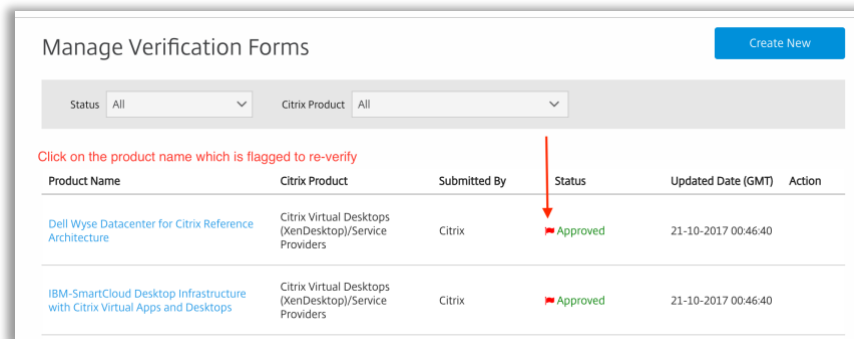 Manage Verification Forms
Create New
Status All Citrix Product All
Click on the product name which is flagged to re-verify
Product Name Citrix Product Submitted By Status Updated Date (GMT) Action
Dell Wyse Datacenter for Citrix Reference
Architecture
Citrix Virtual Desktops
(XenDesktop)/Service
Providers
Citrix
Approved
21-10-2017 00:46:40
IBM-SmartCloud Desktop Infrastructure
with Citrix Virtual Apps and Desktops
Citrix Virtual Desktops
(XenDesktop)/Service
Providers
Citrix
Approved
21-10-2017 00:46:40